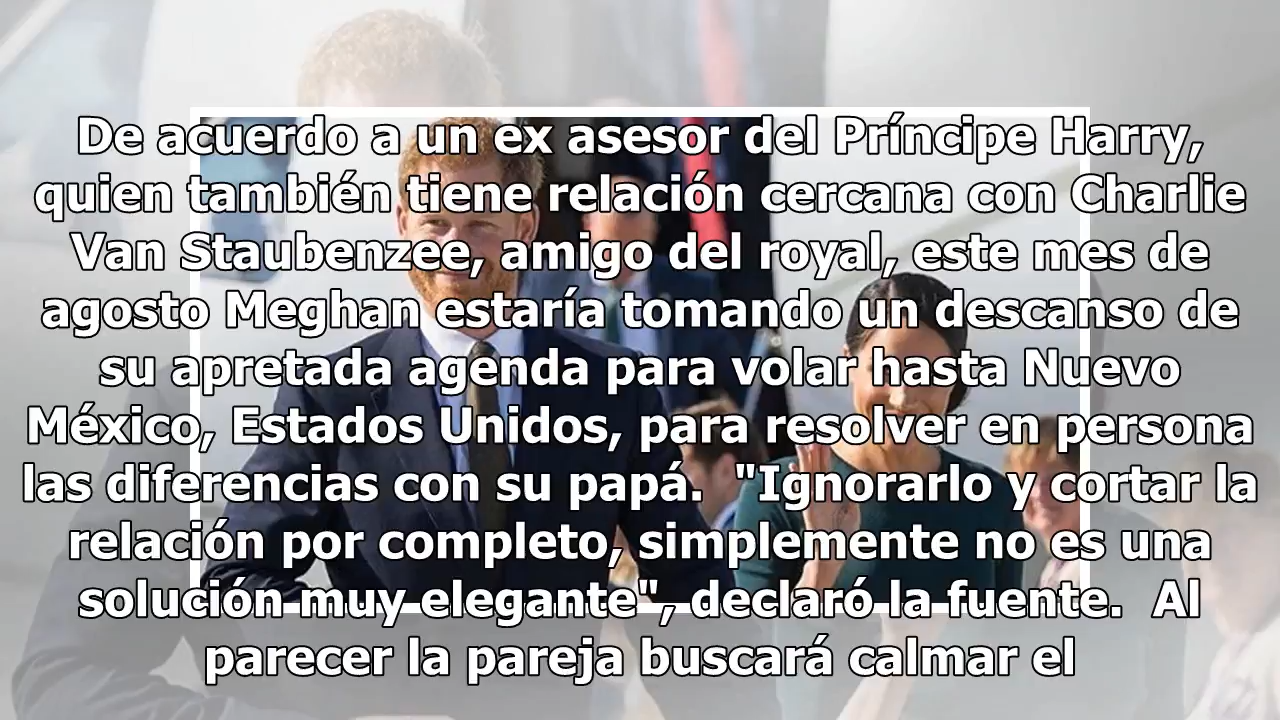 De acuerdo a un ex asesor del Príncipe Harry,
quien también tiene relación cercana con Charlie
Van Staubenzee, amigo del royal, este mes de
agosto Meghan estaría tomando un descanso de
su apretada agenda para volar hasta Nuevo
México, Estados Unidos, para resolver en persona
las diferencias con su papá.  "Ignorarlo y cortar la
relación por completo, simplemente no es una
solución muy elegante", declaró la fuente.  Al
parecer la pareja buscará calmar el